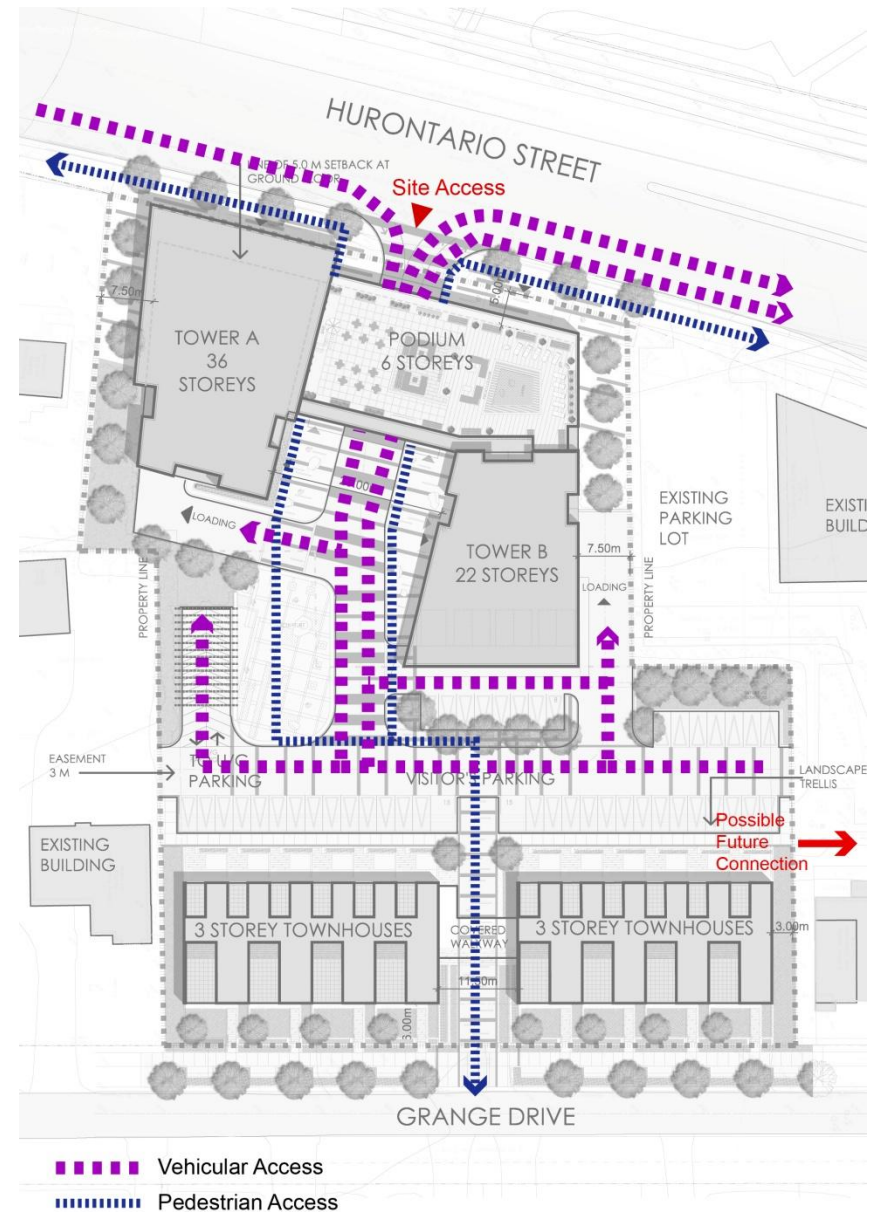 HURONTARIO STREET
LINE OF 5.0 M SETBACK AT
GROUND FLOOR
Site Access
7.50m
TOWER A
36
STOREYS
PODIUM
6 STOREYS
5.00m
LOADING
TOWER B
22 STOREYS
7.50m
LOADING
EXISTING
PARKING
LOT
PROPERTY LINE
PROPERTY LINE
EASEMENT
3 M
TO U/G
PARKING
VISITOR'S PARKING
18
18
LANDSCAPE
TRELLIS
Possible
Future
Connection
EXISTING
BUILDING
3 STOREY TOWNHOUSES
COVERED
WALKWAY
3 STOREY TOWNHOUSES
3.00m
3.00m
GRANGE DRIVE
Vehicular Access
Pedestrian Access